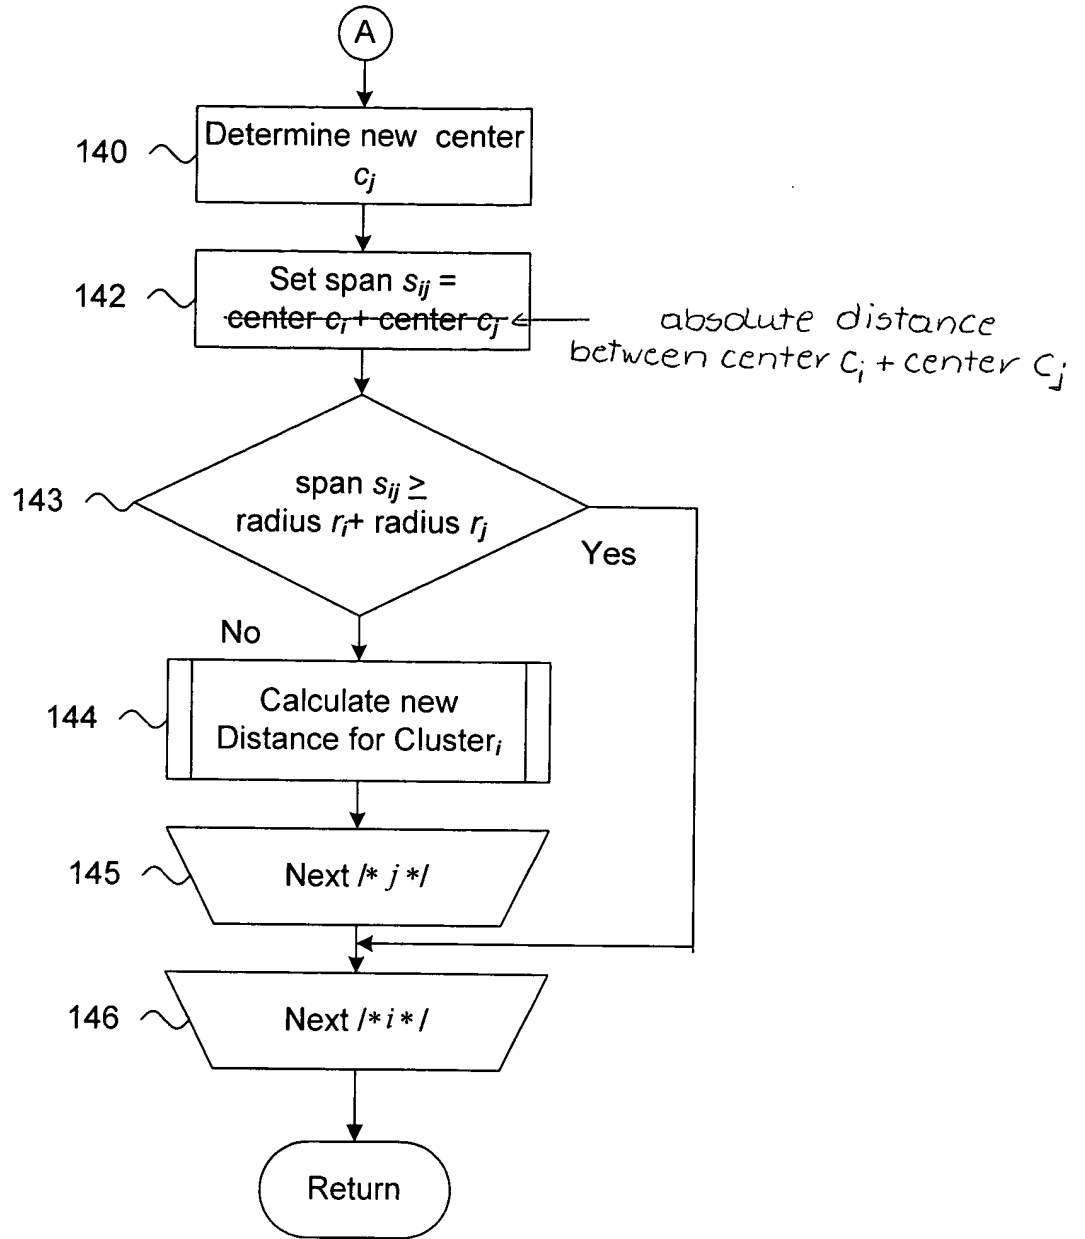 A
140
Determine new center
cj
142
Set span sij =
center ci + center cj
absolute distance
between center ci + center cj
143
span sij ≥
radius ri+ radius rj
Yes
No
144
Calculate new
Distance for Clusteri
145
Next /* j */
146
Next /* i */
Return